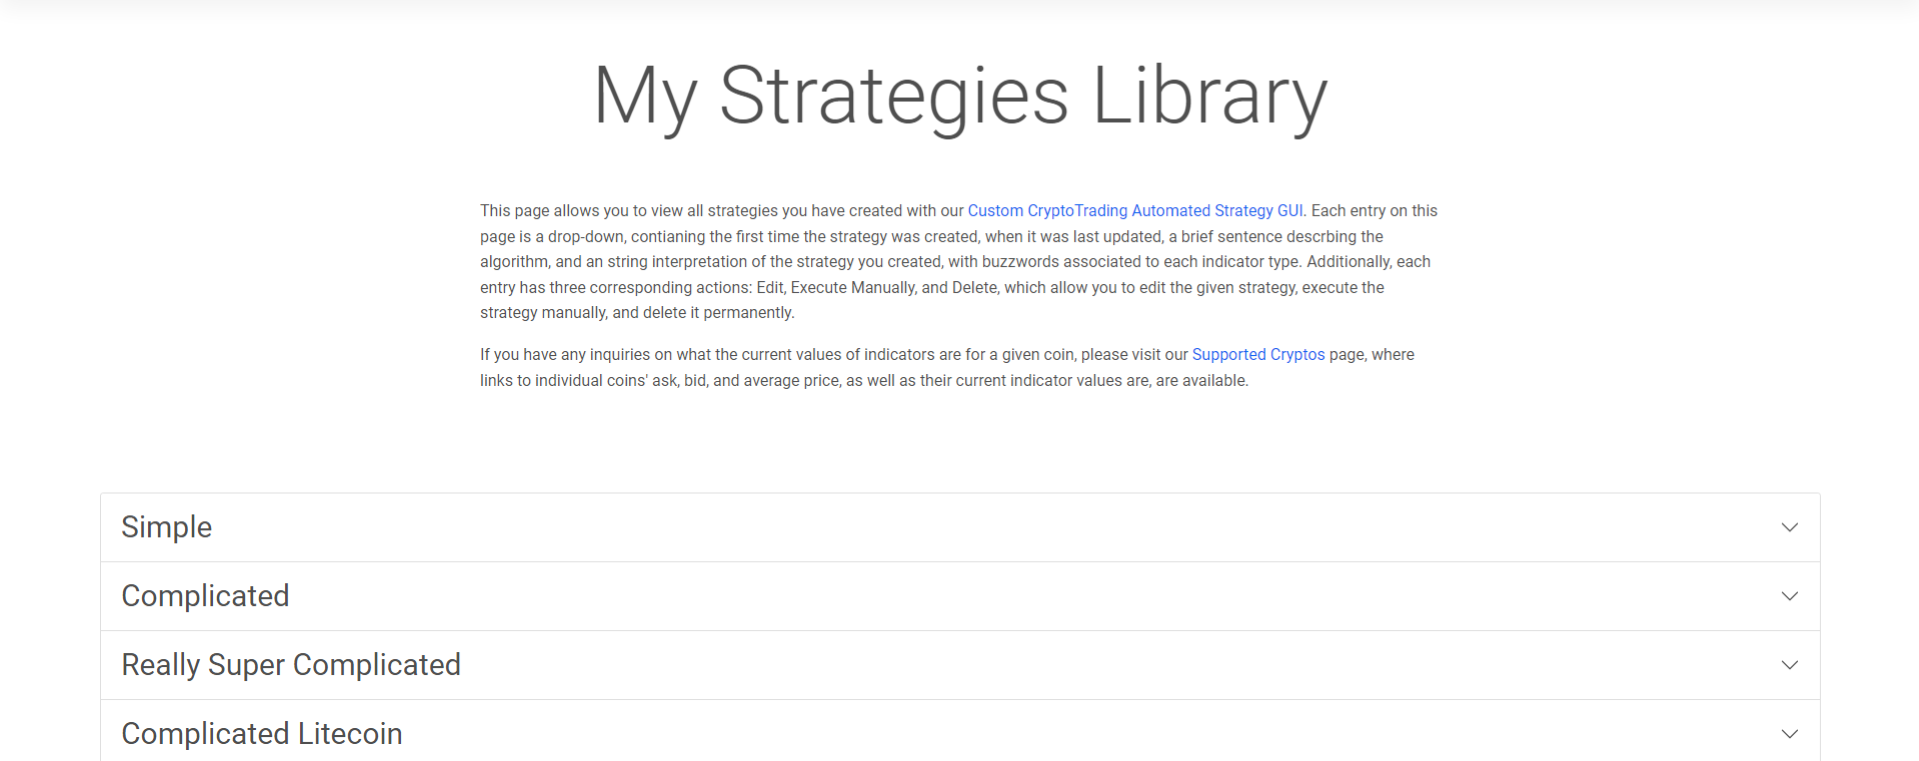 My Strategies Library
This page allows you to view all strategies you have created with our Custom CryptoTrading Automated Strategy GUI. Each entry on this
page is a drop-down, contianing the first time the strategy was created, when it was last updated, a brief sentence descrbing the
algorithm, and an string interpretation of the strategy you created, with buzzwords associated to each indicator type. Additionally, each
entry has three corresponding actions: Edit, Execute Manually, and Delete, which allow you to edit the given strategy, execute the
strategy manually, and delete it permanently.
If you have any inquiries on what the current values of indicators are for a given coin, please visit our Supported Cryptos page, where
links to individual coins' ask, bid, and average price, as well as their current indicator values are, are available.
Simple
Complicated
Really Super Complicated
Complicated Litecoin